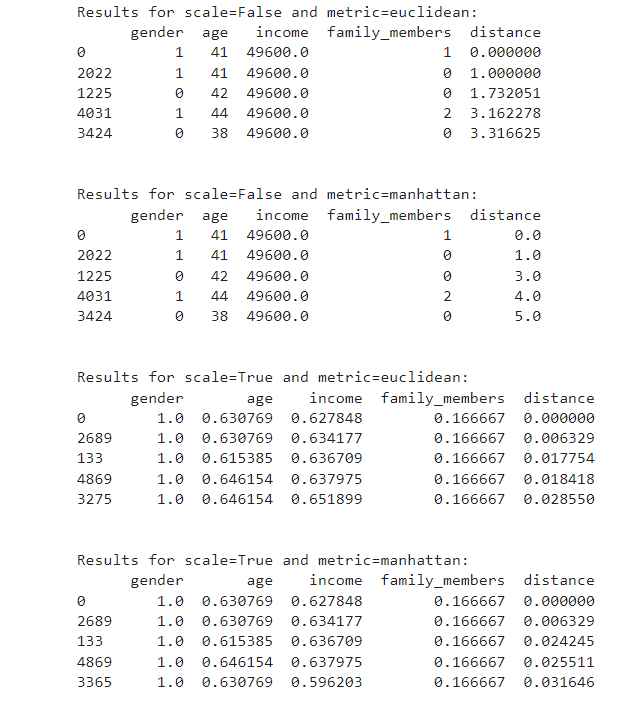 Results for scale=False and metric=euclidean:
gender age income family_members distance
0 1 41 49600.0 1 0.000000
2022 1 41 49600.0 0 1.000000
1225 0 42 49600.0 0 1.732051
4031 1 44 49600.0 2 3.162278
3424 0 38 49600.0 0 3.316625
Results for scale=False and metric=manhattan:
gender age income family_members distance
0 1 41 49600.0 1 0.0
2022 1 41 49600.0 0 1.0
1225 0 42 49600.0 0 3.0
4031 1 44 49600.0 2 4.0
3424 0 38 49600.0 0 5.0
Results for scale=True and metric=euclidean:
gender age income family_members distance
0 1.0 0.630769 0.627848 0.166667 0.000000
2689 1.0 0.630769 0.634177 0.166667 0.006329
133 1.0 0.615385 0.636709 0.166667 0.017754
4869 1.0 0.646154 0.637975 0.166667 0.018418
3275 1.0 0.646154 0.651899 0.166667 0.028550
Results for scale=True and metric=manhattan:
gender age income family_members distance
0 1.0 0.630769 0.627848 0.166667 0.000000
2689 1.0 0.630769 0.634177 0.166667 0.006329
133 1.0 0.615385 0.636709 0.166667 0.024245
4869 1.0 0.646154 0.637975 0.166667 0.025511
3365 1.0 0.630769 0.596203 0.166667 0.031646